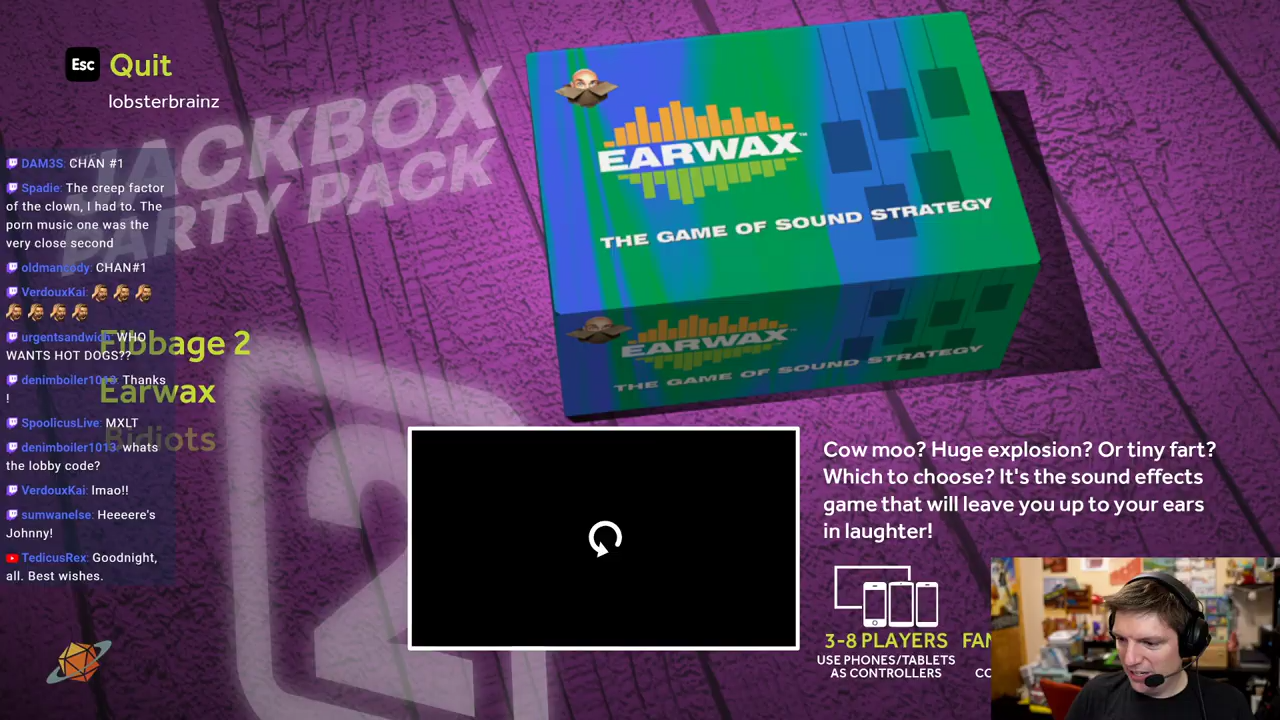 Esc Quit
lobsterbrainz
JACKBOX
PARTY PACK
2
DAM3S: CHAN #1
Spadie: The creep factor
of the clown, I had to. The
porn music one was the
very close second
oldmancody: CHAN#1
VerdouxKai:
urgentsandwich: WHO
WANTS HOT DOGS??
denimboiler1013: Thanks
!
SpoolicusLive: MXLT
denimboiler1013: whats
the lobby code?
VerdouxKai: lmao!!
sumwanelse: Heeeere's
Johnny!
TedicusRex: Goodnight,
all. Best wishes.
Fibbage 2
Earwax
Bidiots
EARWAX™
THE GAME OF SOUND STRATEGY
EARWAX™
THE GAME OF SOUND STRATEGY
Cow moo? Huge explosion? Or tiny fart?
Which to choose? It's the sound effects
game that will leave you up to your ears
in laughter!
3-8 PLAYERS
USE PHONES/TABLETS
AS CONTROLLERS
FAM
CO